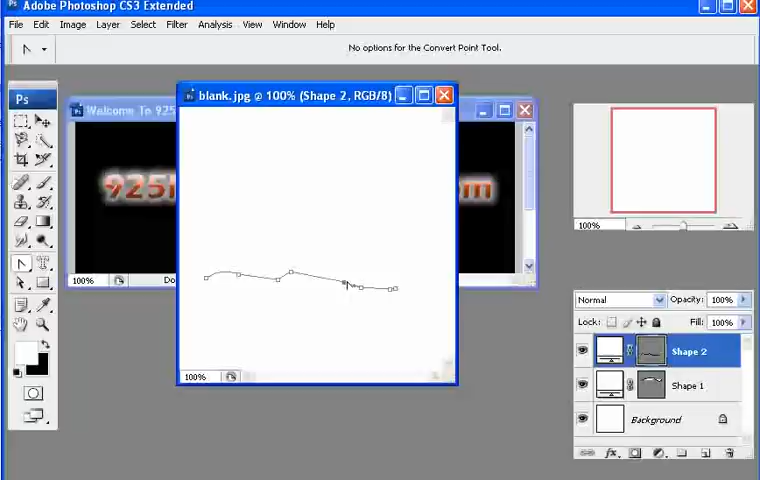 Adobe Photoshop CS3 Extended
File Edit Image Layer Select Filter Analysis View Window Help
No options for the Convert Point Tool.
Ps
Welcome To 925
blank.jpg @ 100% (Shape 2, RGB/8)
925
m
100%
100%
Do
100%
Normal Opacity: 100%
Lock: Fill: 100%
Shape 2
Shape 1
Background
fx